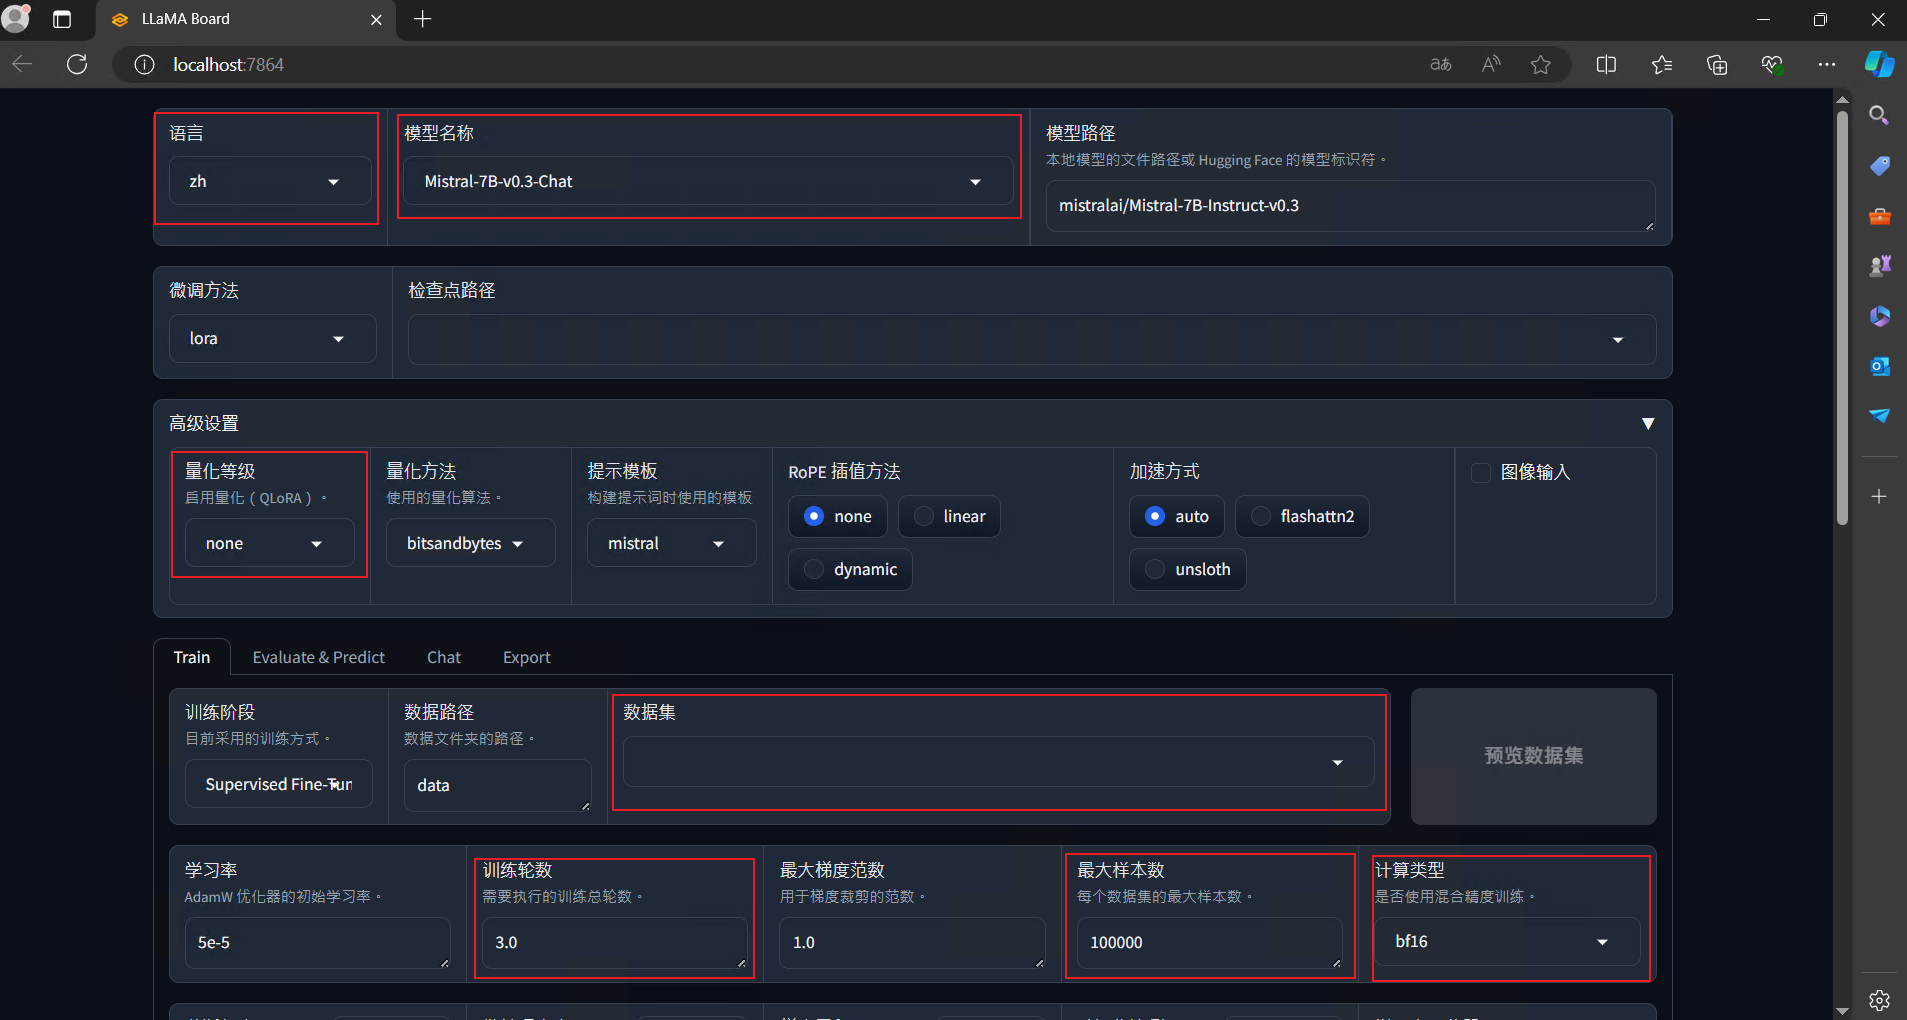 LLaMA Board
localhost:7864
语言
zh
模型名称
Mistral-7B-v0.3-Chat
模型路径
本地模型的文件路径或 Hugging Face 的模型标识符。
mistralai/Mistral-7B-Instruct-v0.3
微调方法
lora
检查点路径
高级设置
量化等级
启用量化（QLoRA）。
none
量化方法
使用的量化算法。
bitsandbytes
提示模板
构建提示词时使用的模板
mistral
RoPE 插值方法
none
linear
dynamic
加速方式
auto
flashattn2
unsloth
图像输入
Train
Evaluate & Predict
Chat
Export
训练阶段
目前采用的训练方式。
Supervised Fine-Tun
数据路径
数据文件夹的路径。
data
数据集
预览数据集
学习率
AdamW 优化器的初始学习率。
5e-5
训练轮数
需要执行的训练总轮数。
3.0
最大梯度范数
用于梯度裁剪的范数。
1.0
最大样本数
每个数据集的最大样本数。
100000
计算类型
是否使用混合精度训练。
bf16